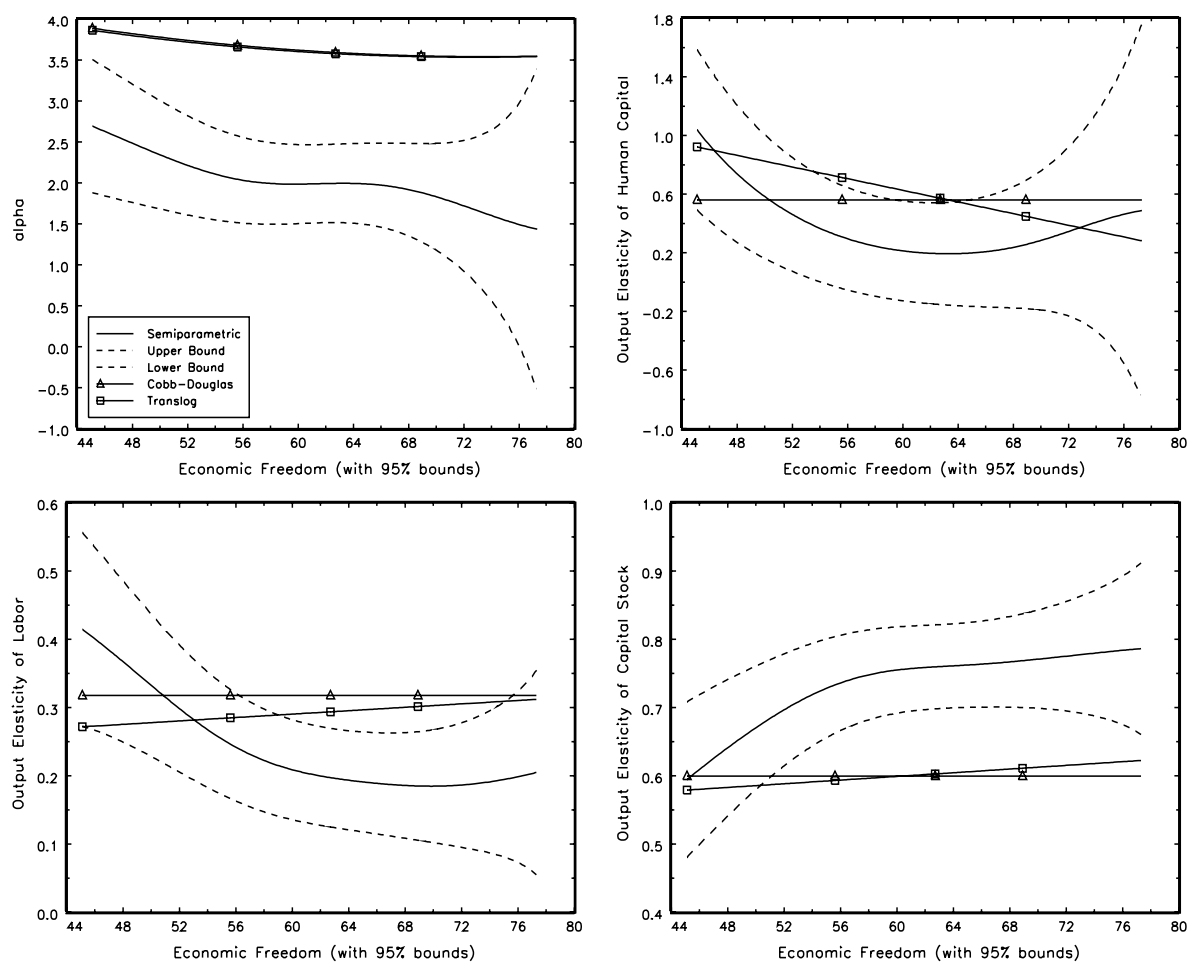 4.0
3.5
3.0
2.5
2.0
1.5
1.0
0.5
0.0
−0.5
−1.0
alpha
Semiparametric
Upper Bound
Lower Bound
Cobb−Douglas
Translog
44 48 52 56 60 64 68 72 76 80
Economic Freedom (with 95% bounds)
1.8
1.4
1.0
0.6
0.2
−0.2
−0.6
−1.0
Output Elasticity of Human Capital
44 48 52 56 60 64 68 72 76 80
Economic Freedom (with 95% bounds)
0.6
0.5
0.4
0.3
0.2
0.1
0.0
Output Elasticity of Labor
44 48 52 56 60 64 68 72 76 80
Economic Freedom (with 95% bounds)
1.0
0.9
0.8
0.7
0.6
0.5
0.4
Output Elasticity of Capital Stock
44 48 52 56 60 64 68 72 76 80
Economic Freedom (with 95% bounds)